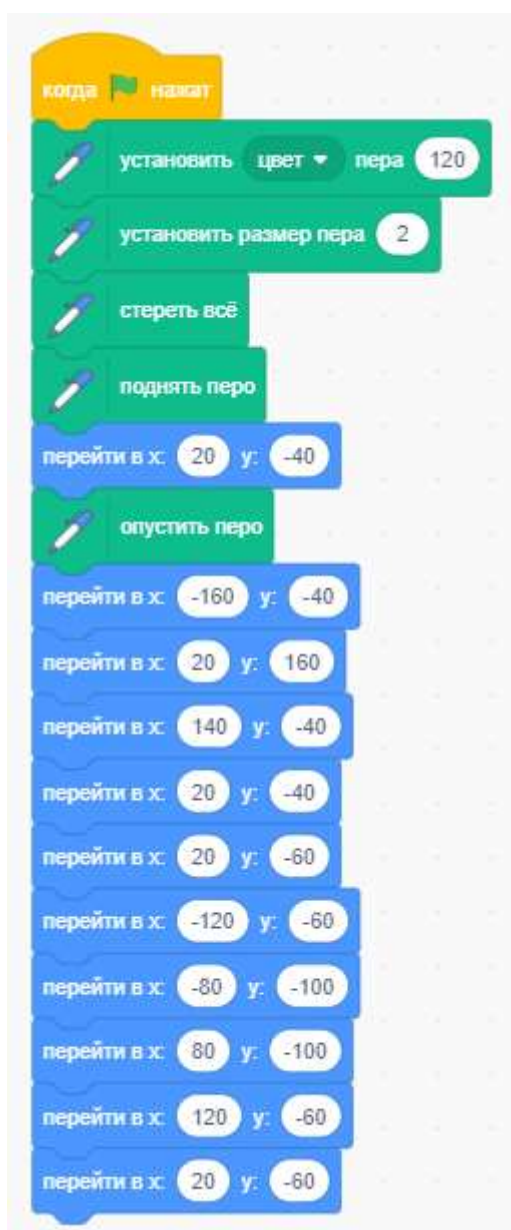 когда нажат
установить цвет пера 120
установить размер пера 2
стереть всё
поднять перо
перейти в x: 20 y: -40
опустить перо
перейти в x: -160 y: -40
перейти в x: 20 y: 160
перейти в x: 140 y: -40
перейти в x: 20 y: -40
перейти в x: 20 y: -60
перейти в x: -120 y: -60
перейти в x: -80 y: -100
перейти в x: 80 y: -100
перейти в x: 120 y: -60
перейти в x: 20 y: -60